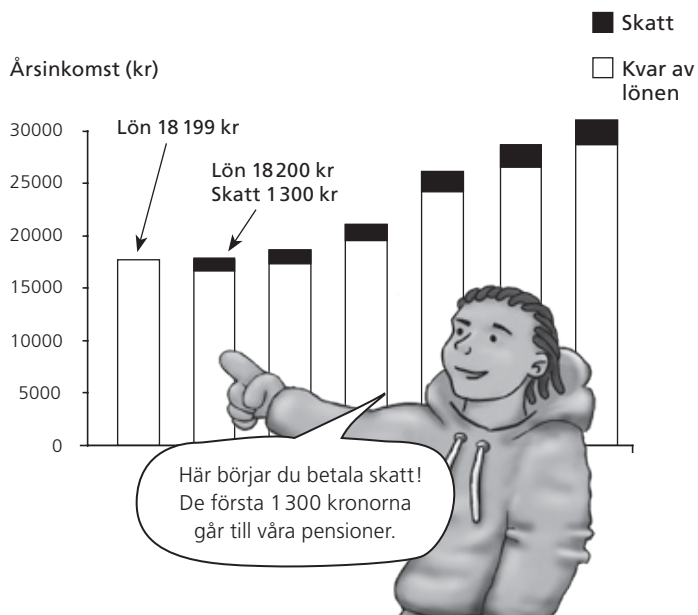 Skatt
Årsinkomst (kr)
Kvar av
lönen
30000
25000
20000
15000
10000
5000
0
Lön 18 199 kr
Lön 18 200 kr
Skatt 1 300 kr
Här börjar du betala skatt!
De första 1 300 kronorna
går till våra pensioner.